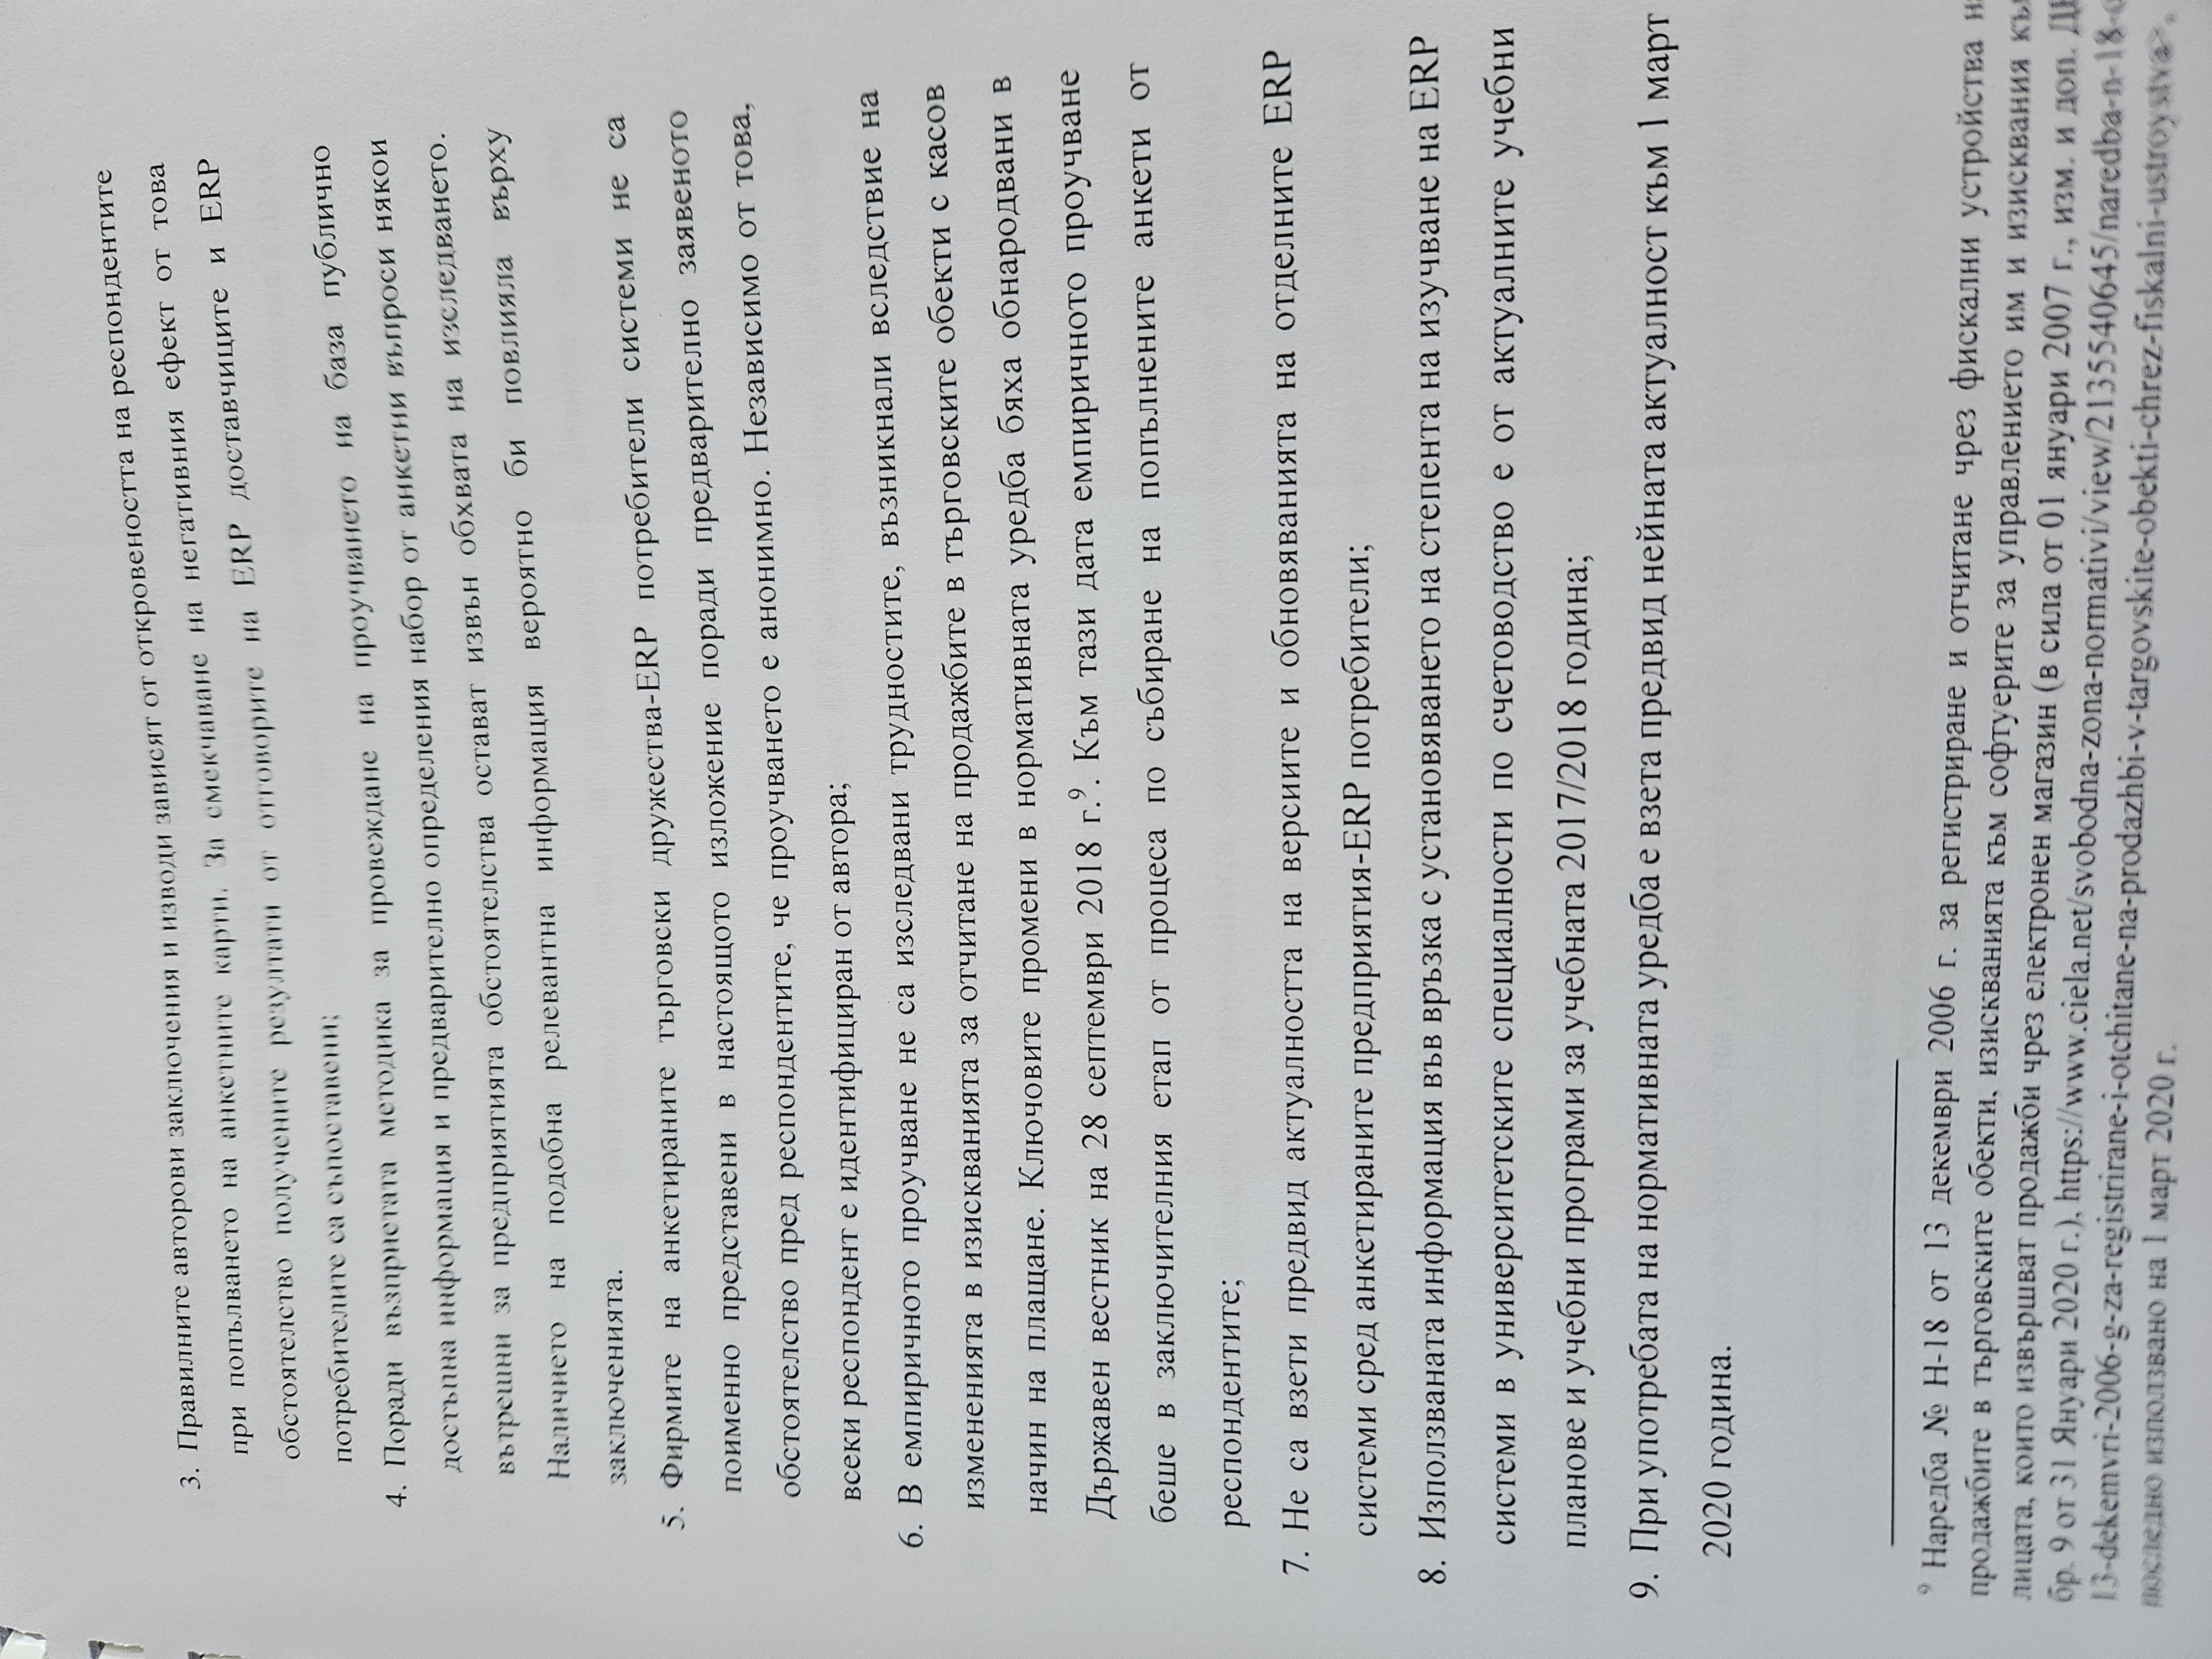 3. Правилните авторови заключения и изводи зависят от откровеността на респондентите
при попълването на анкетните карти. За смекчаване на негативния ефект от това
обстоятелство получените резултати от отговорите на ERP доставчиците и ERP
потребителите са съпоставени;
4. Поради възприетата методика за провеждане на проучването на база публично
достъпна информация и предварително определения набор от анкетни въпроси някои
вътрешни за предприятията обстоятелства остават извън обхвата на изследването.
Наличието на подобна релевантна информация вероятно би повлияла върху
заключенията.
5. Фирмите на анкетираните търговски дружества-ERP потребители системи не са
поименно представени в настоящото изложение поради предварително заявеното
обстоятелство пред респондентите, че проучването е анонимно. Независимо от това,
всеки респондент е идентифициран от автора;
6. В емпиричното проучване не са изследвани трудностите, възникнали вследствие на
измененията в изискванията за отчитане на продажбите в търговските обекти с касов
начин на плащане. Ключовите промени в нормативната уредба бяха обнародвани в
Държавен вестник на 28 септември 2018 г.⁹. Към тази дата емпиричното проучване
беше в заключителния етап от процеса по събиране на попълнените анкети от
респондентите;
7. Не са взети предвид актуалността на версиите и обновяванията на отделните ERP
системи сред анкетираните предприятия-ERP потребители;
8. Използваната информация във връзка с установяването на степента на изучване на ERP
системи в университетските специалности по счетоводство е от актуалните учебни
планове и учебни програми за учебната 2017/2018 година;
9. При употребата на нормативната уредба е взета предвид нейната актуалност към 1 март
2020 година.
⁹ Наредба № Н-18 от 13 декември 2006 г. за регистриране и отчитане чрез фискални устройства
продажбите в търговските обекти, изискванията към софтуерите за управлението им и изисквания
лицата, които извършват продажби чрез електронен магазин (в сила от 01 януари 2007 г., изм. и доп.
бр. 9 от 31 Януари 2020 г.), https://www.ciela.net/svobodna-zona-normativi/view/2135540645/naredba-n-18-
13-dekemvri-2006-g-za-registrirane-i-otchitane-na-prodazhbi-v-targovskite-obekti-chrez-fiskalni-ustroystva>,
последно използвано на 1 март 2020 г.